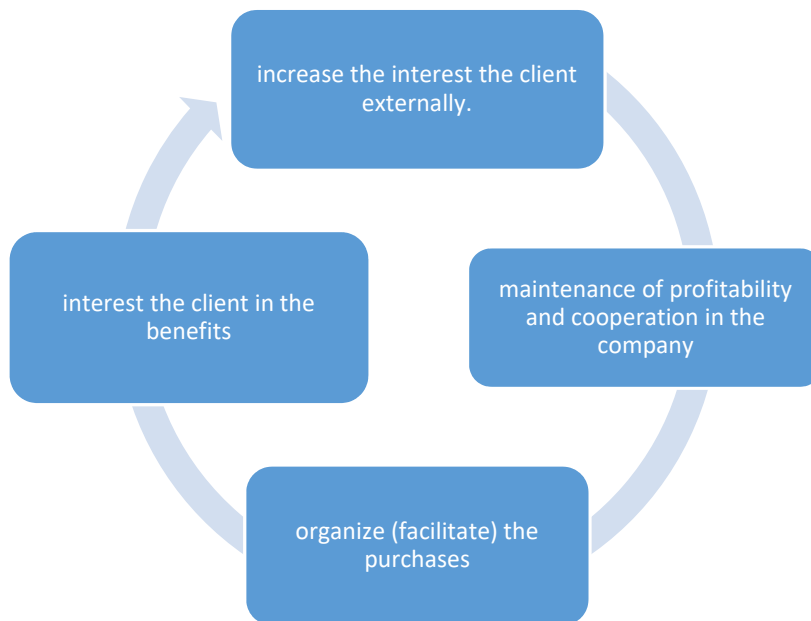 increase the interest the client
externally.
maintenance of profitability
and cooperation in the
company
organize (facilitate) the
purchases
interest the client in the
benefits